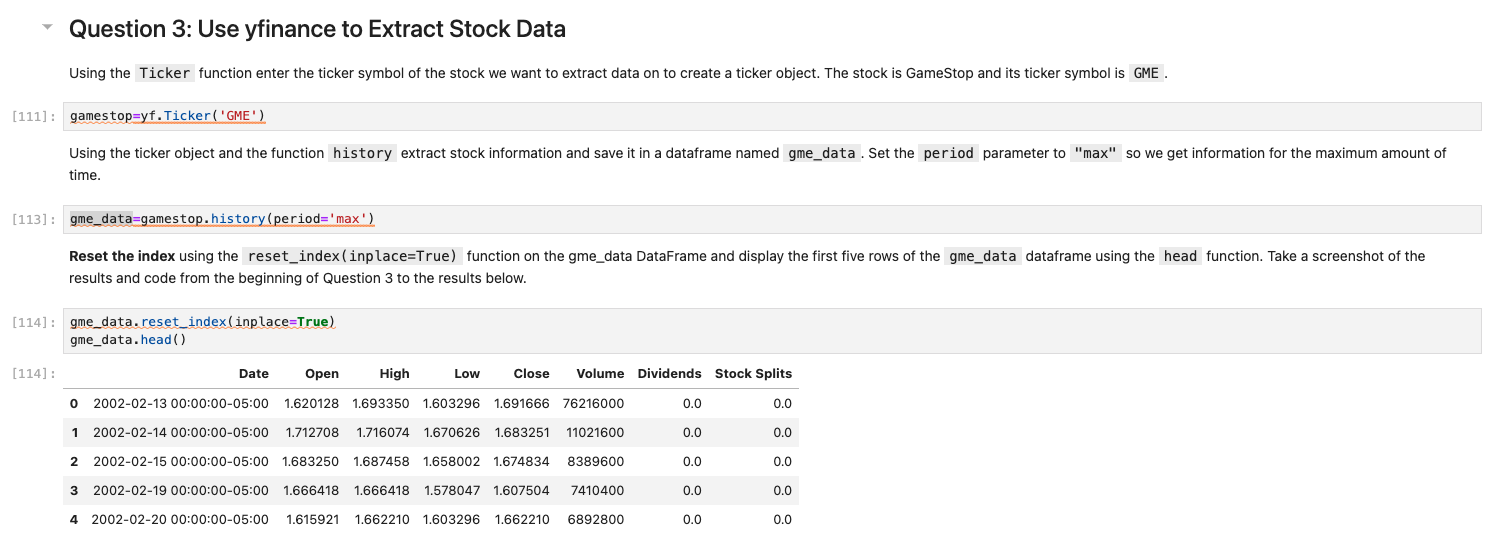 Question 3: Use yfinance to Extract Stock Data
Using the Ticker function enter the ticker symbol of the stock we want to extract data on to create a ticker object. The stock is GameStop and its ticker symbol is GME .
[111]: gamestop=yf.Ticker('GME')
Using the ticker object and the function history extract stock information and save it in a dataframe named gme_data . Set the period parameter to "max" so we get information for the maximum amount of
time.
[113]: gme_data=gamestop.history(period='max')
Reset the index using the reset_index(inplace=True) function on the gme_data DataFrame and display the first five rows of the gme_data dataframe using the head function. Take a screenshot of the
results and code from the beginning of Question 3 to the results below.
[114]: gme_data.reset_index(inplace=True)
gme_data.head()
[114]: Date Open High Low Close Volume Dividends Stock Splits
0 2002-02-13 00:00:00-05:00 1.620128 1.693350 1.603296 1.691666 76216000 0.0 0.0
1 2002-02-14 00:00:00-05:00 1.712708 1.716074 1.670626 1.683251 11021600 0.0 0.0
2 2002-02-15 00:00:00-05:00 1.683250 1.687458 1.658002 1.674834 8389600 0.0 0.0
3 2002-02-19 00:00:00-05:00 1.666418 1.666418 1.578047 1.607504 7410400 0.0 0.0
4 2002-02-20 00:00:00-05:00 1.615921 1.662210 1.603296 1.662210 6892800 0.0 0.0